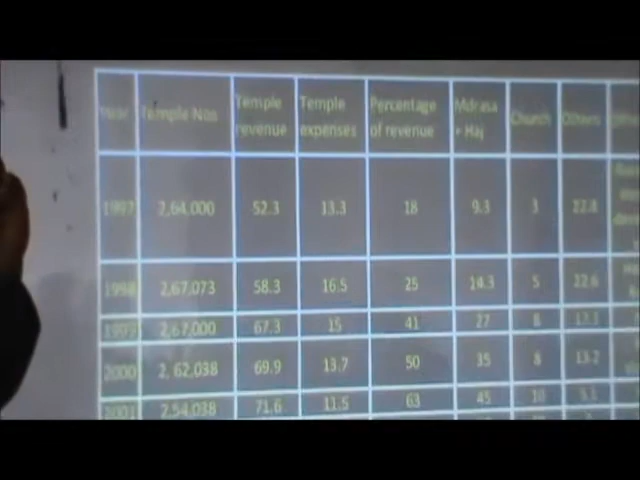 Year Temple Nos Temple revenue Temple expenses Percentage of revenue Mdrasa + Haj Church Others
1997 2,64,000 52.3 13.3 18 9.3 3 22.8
1998 2,67,073 58.3 16.5 25 14.3 5 22.6
1999 2,67,000 67.3 15 41 27 6
2000 2, 62,038 69.9 13.7 50 35 8 13.2
2001 2,54,038 71.6 11.5 63 45 10